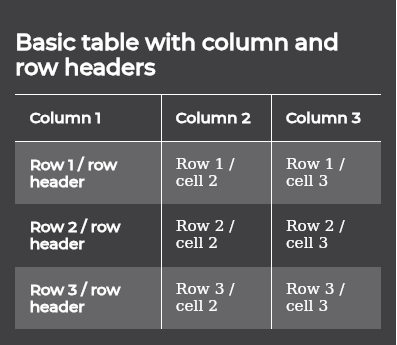 Basic table with column and
row headers
Column 1 Column 2 Column 3
Row 1 / row Row 1 / Row 1 /
header cell 2 cell 3
Row 2 / row Row 2 / Row 2 /
header cell 2 cell 3
Row 3 / row Row 3 / Row 3 /
header cell 2 cell 3